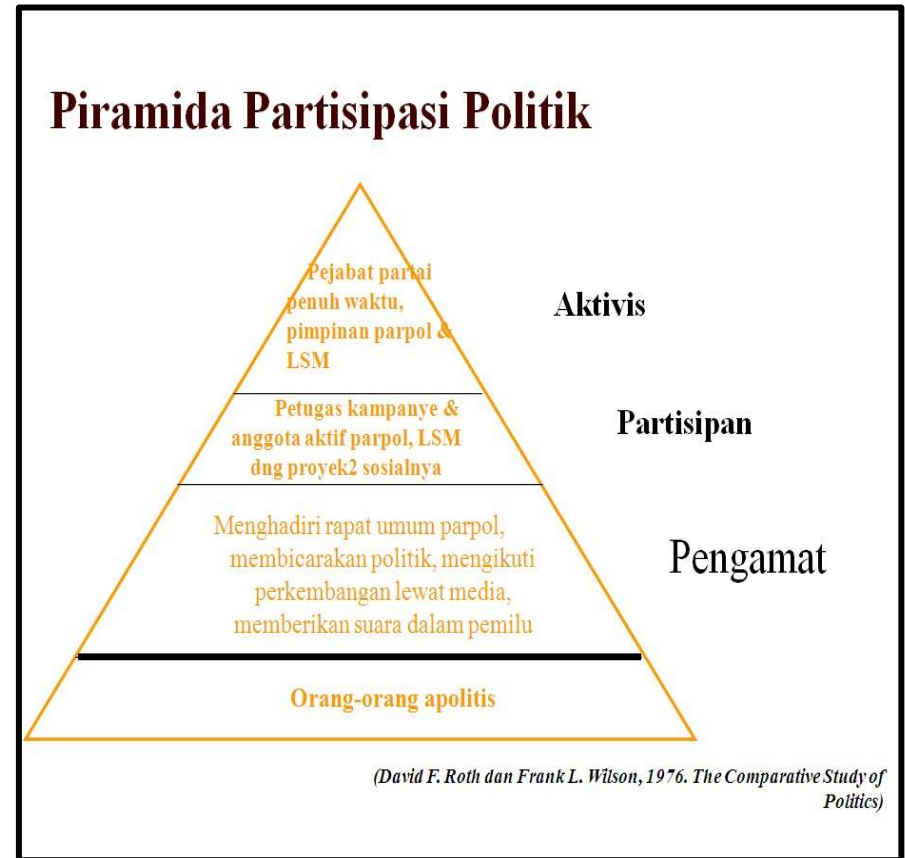 Piramida Partisipasi Politik
Pejabat partai
penuh waktu,
pimpinan parpol &
LSM
Aktivis
Petugas kampanye &
anggota aktif parpol, LSM
dng proyek2 sosialnya
Partisipan
Menghadiri rapat umum parpol,
membicarakan politik, mengikuti
perkembangan lewat media,
memberikan suara dalam pemilu
Pengamat
Orang-orang apolitis
(David F. Roth dan Frank L. Wilson, 1976. The Comparative Study of
Politics)